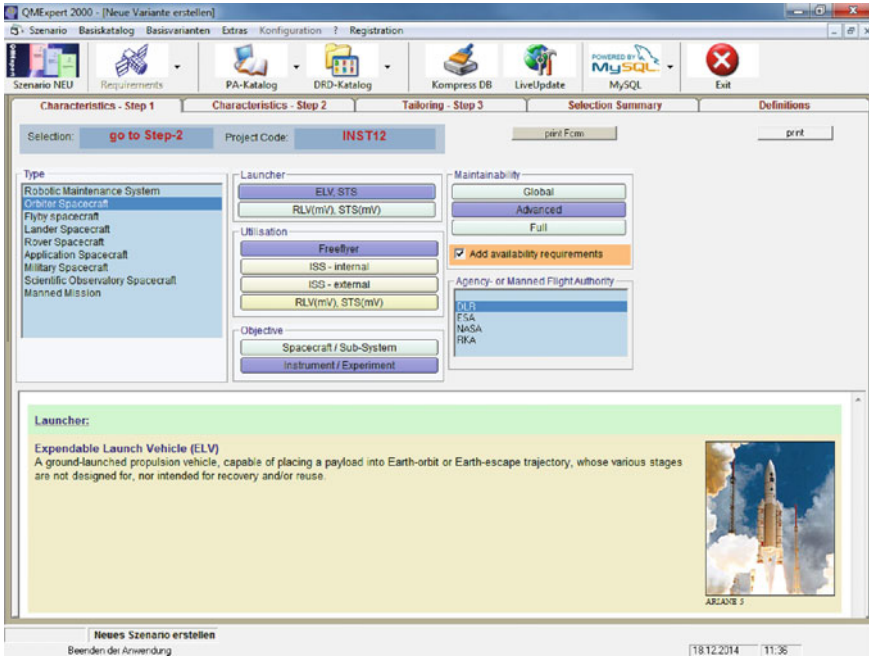 QMExpert 2000 - [Neue Variante erstellen]
Szenario Basiskatalog Basisvarianten Extras Konfiguration ? Registration
QMExpert
POWERED BY
MySQL
Szenario NEU Requirements PA-Katalog DRD-Katalog Kompress DB LiveUpdate MySQL Exit
Characteristics - Step 1 Characteristics - Step 2 Tailoring - Step 3 Selection Summary Definitions
Selection: go to Step-2 Project Code: INST12 print Form print
Type
Robotic Maintenance System
Orbiter Spacecraft
Flyby spacecraft
Lander Spacecraft
Rover Spacecraft
Application Spacecraft
Military Spacecraft
Scientific Observatory Spacecraft
Manned Mission
Launcher
ELV, STS
RLV(mV), STS(mV)
Utilisation
Freeflyer
ISS - internal
ISS - external
RLV(mV), STS(mV)
Objective
Spacecraft / Sub-System
Instrument / Experiment
Maintainability
Global
Advanced
Full
Add availability requirements
Agency- or Manned Flight Authority
DLR
ESA
NASA
RKA
Launcher:
Expendable Launch Vehicle (ELV)
A ground-launched propulsion vehicle, capable of placing a payload into Earth-orbit or Earth-escape trajectory, whose various stages
are not designed for, nor intended for recovery and/or reuse.
ARIANE 5
Neues Szenario erstellen
Beenden der Anwendung 18.12.2014 11:36